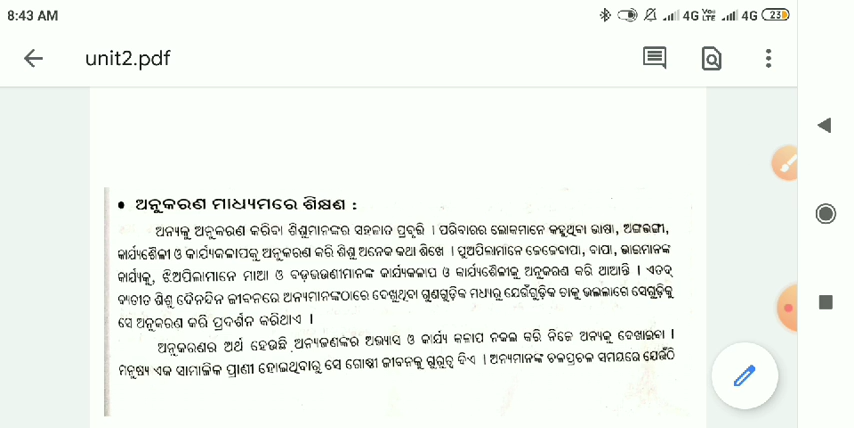 8:43 AM
4G VoLTE 4G 23
unit2.pdf
• ଅନୁକରଣ ମାଧ୍ୟମରେ ଶିକ୍ଷଣ :
ଅନ୍ୟକୁ ଅନୁକରଣ କରିବା ଶିଶୁମାନଙ୍କର ସହଜାତ ପ୍ରବୃତ୍ତି । ପରିବାରର ଲୋକମାନେ କହୁଥିବା ଭାଷା, ଅଙ୍ଗଭଙ୍ଗୀ,
କାର୍ଯ୍ୟଶୈଳୀ ଓ କାର୍ଯ୍ୟକଳାପକୁ ଅନୁକରଣ କରି ଶିଶୁ ଅନେକ କଥା ଶିଖେ । ପୁଅପିଲାମାନେ ଜେଜେବାପା, ବାପା, ଭାଇମାନଙ୍କ
କାର୍ଯ୍ୟକୁ, ଝିଅପିଲାମାନେ ମାଆ ଓ ବଡ଼ଭଉଣୀମାନଙ୍କ କାର୍ଯ୍ୟକଳାପ ଓ କାର୍ଯ୍ୟଶୈଳୀକୁ ଅନୁକରଣ କରି ଥାଆନ୍ତି । ଏତଦ୍
ବ୍ୟତୀତ ଶିଶୁ ଦୈନନ୍ଦିନ ଜୀବନରେ ଅନ୍ୟମାନଙ୍କଠାରେ ଦେଖୁଥିବା ଗୁଣଗୁଡ଼ିକ ମଧ୍ୟରୁ ଯେଉଁଗୁଡ଼ିକ ତାକୁ ଭଲଲାଗେ ସେଗୁଡ଼ିକୁ
ସେ ଅନୁକରଣ କରି ପ୍ରଦର୍ଶନ କରିଥାଏ ।
ଅନୁକରଣର ଅର୍ଥ ହେଉଛି ଅନ୍ୟଜଣଙ୍କର ଅଭ୍ୟାସ ଓ କାର୍ଯ୍ୟ କଳାପ ନକଲ କରି ନିଜେ ଅନ୍ୟକୁ ଦେଖାଇବା ।
ମନୁଷ୍ୟ ଏକ ସାମାଜିକ ପ୍ରାଣୀ ହୋଇଥିବାରୁ ସେ ଗୋଷ୍ଠୀ ଜୀବନକୁ ଗୁରୁତ୍ୱ ଦିଏ । ଅନ୍ୟମାନଙ୍କ ଚଳପ୍ରଚଳ ସମୟରେ ଯେଉଁଠି